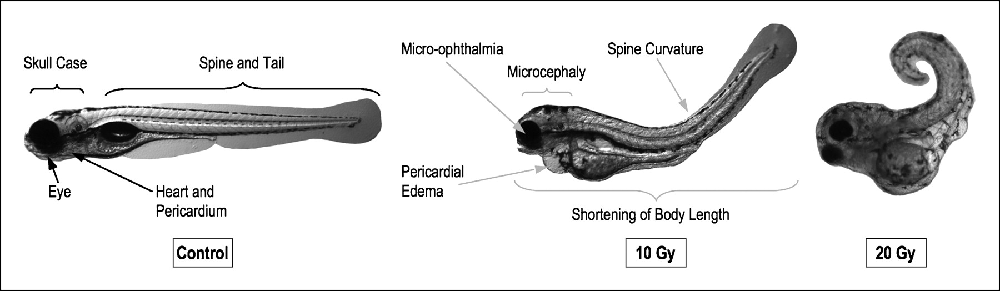 Skull Case
Spine and Tail
Eye
Heart and
Pericardium
Control
Micro-ophthalmia
Microcephaly
Spine Curvature
Pericardial
Edema
Shortening of Body Length
10 Gy
20 Gy